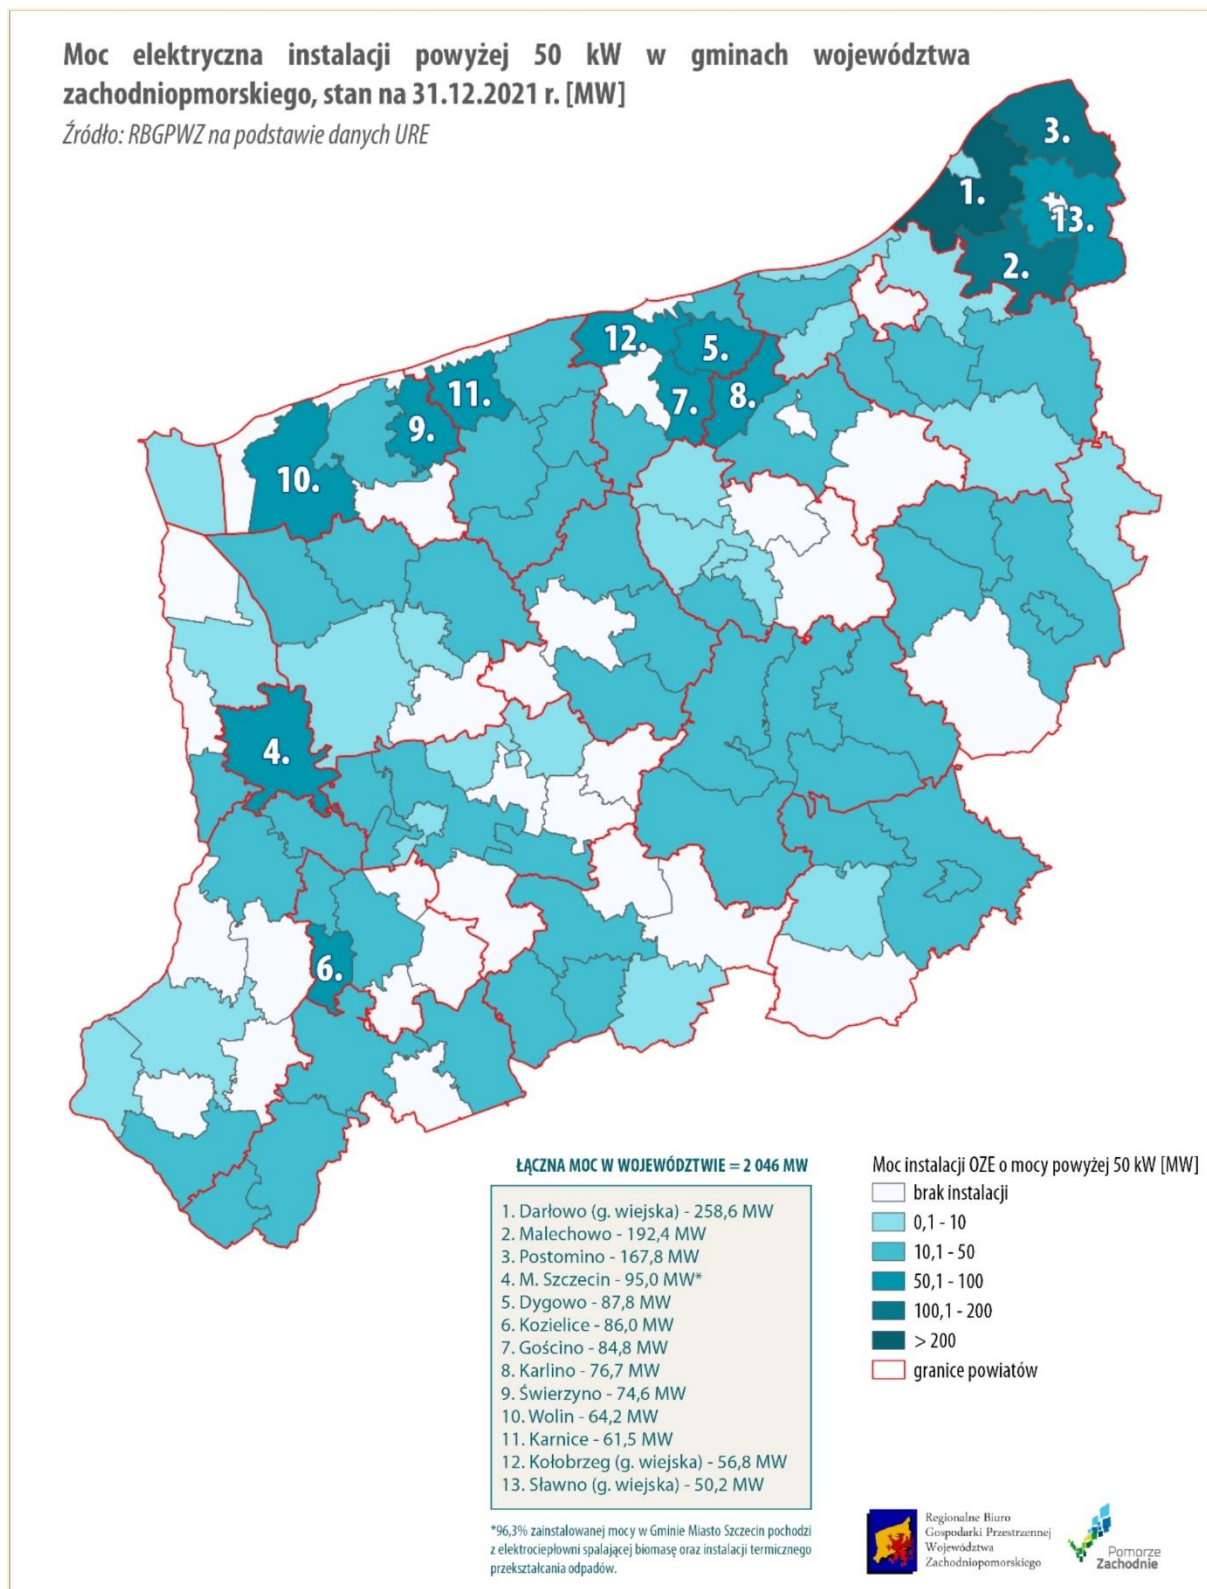 Moc elektryczna instalacji powyżej 50 kW w gminach województwa
zachodniopmorskiego, stan na 31.12.2021 r. [MW]
Źródło: RBGPWZ na podstawie danych URE
3.
1.
13.
2.
12.
5.
11.
7.
8.
9.
10.
4.
6.
ŁĄCZNA MOC W WOJEWÓDZTWIE = 2 046 MW
1. Darłowo (g. wiejska) - 258,6 MW
2. Malechowo - 192,4 MW
3. Postomino - 167,8 MW
4. M. Szczecin - 95,0 MW*
5. Dygowo - 87,8 MW
6. Kozielice - 86,0 MW
7. Gościno - 84,8 MW
8. Karlino - 76,7 MW
9. Świerzyno - 74,6 MW
10. Wolin - 64,2 MW
11. Karnice - 61,5 MW
12. Kołobrzeg (g. wiejska) - 56,8 MW
13. Sławno (g. wiejska) - 50,2 MW
*96,3% zainstalowanej mocy w Gminie Miasto Szczecin pochodzi
z elektrociepłowni spalającej biomasę oraz instalacji termicznego
przekształcania odpadów.
Moc instalacji OZE o mocy powyżej 50 kW [MW]
brak instalacji
0,1 - 10
10,1 - 50
50,1 - 100
100,1 - 200
> 200
granice powiatów
Regionalne Biuro
Gospodarki Przestrzennej
Województwa
Zachodniopomorskiego
Pomorze
Zachodnie